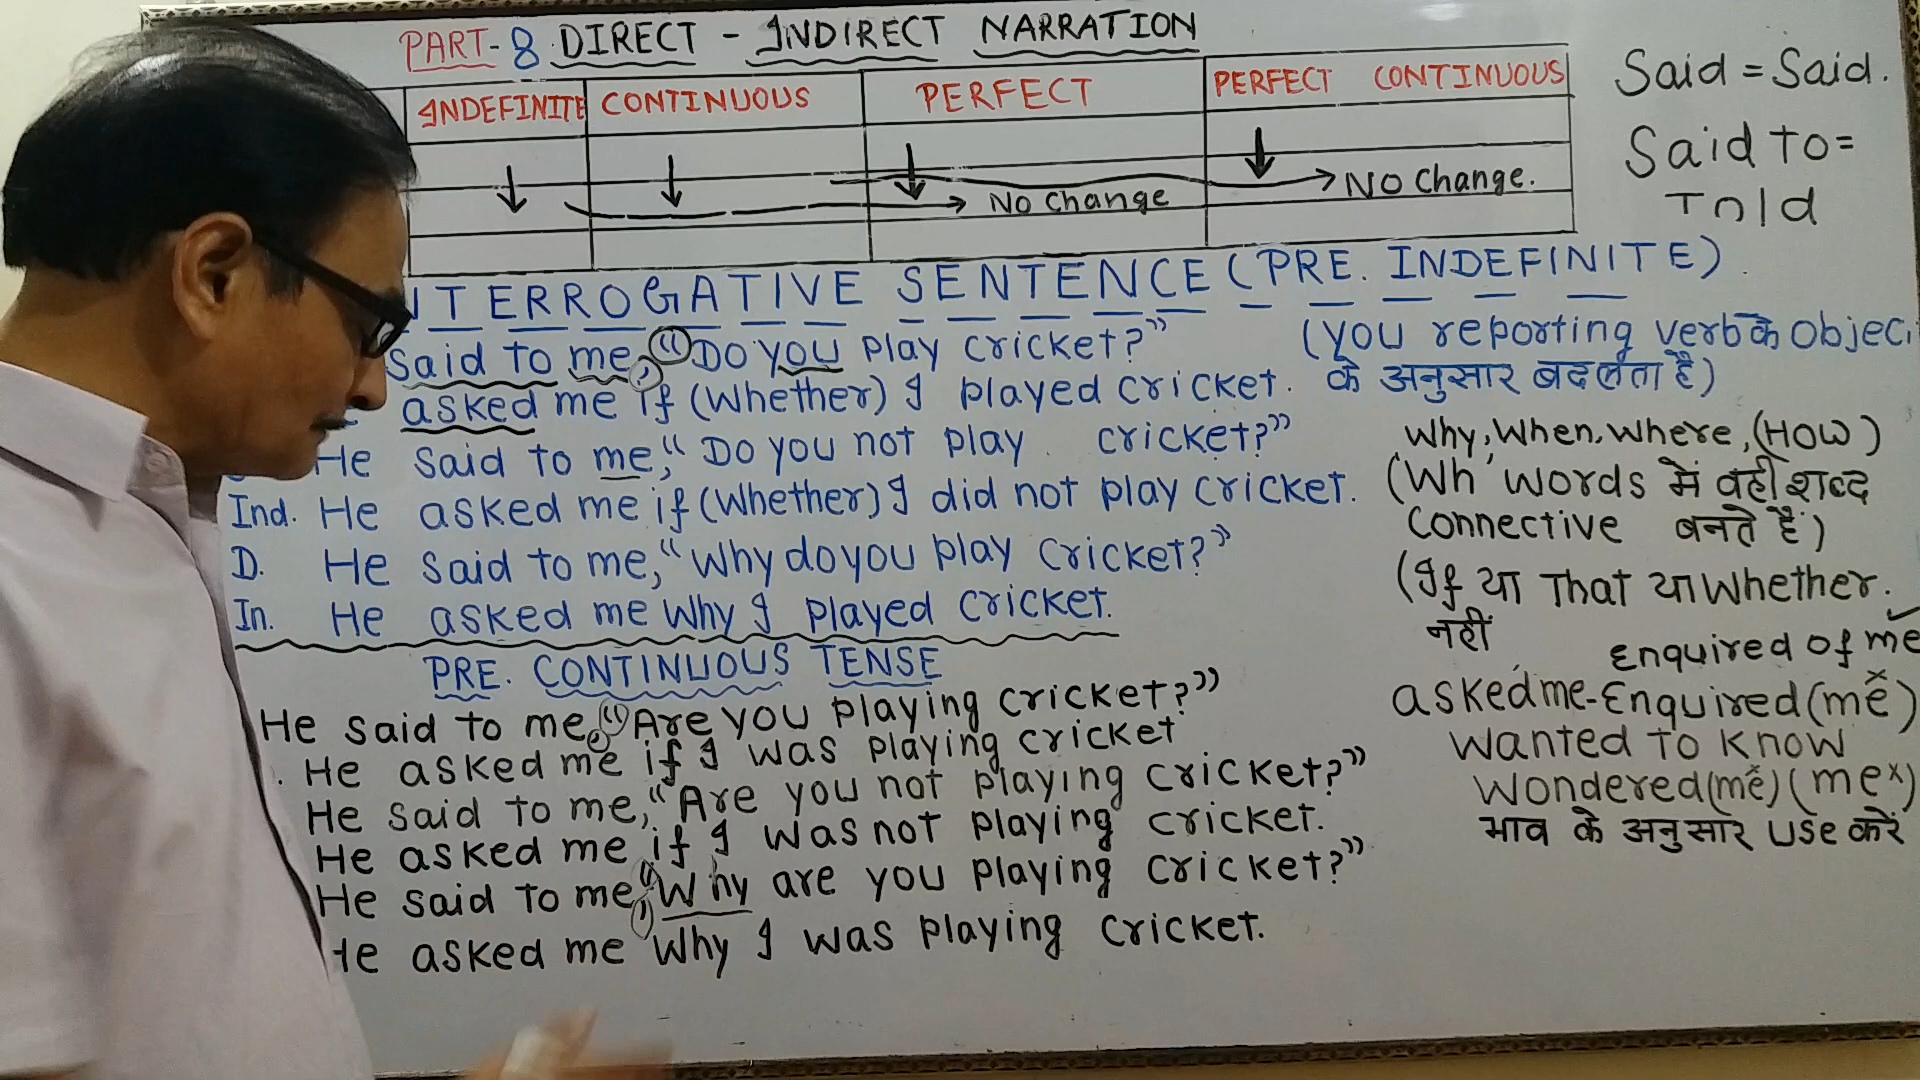 PART-8 DIRECT - INDIRECT NARRATION
INDEFINITE CONTINUOUS PERFECT PERFECT CONTINUOUS
No Change.
No Change
Said = Said.
Said To=
Told
INTERROGATIVE SENTENCE (PRE. INDEFINITE).
Said to me, “Do you play cricket?”
asked me if (Whether) I played cricket.
He said to me, “Do you not play cricket?”
Ind. He asked me if (Whether) I did not play cricket.
D. He said to me, “Why do you play cricket?”
In. He asked me Why I played cricket.
PRE. CONTINUOUS TENSE
He said to me, “Are you playing cricket?”
He asked me if I was playing cricket
He said to me, “Are you not playing cricket?”
He asked me if I was not playing cricket.
He said to me, “Why are you playing cricket?”
He asked me Why I was playing cricket.
(you reporting verb के Objec
के अनुसार बदलता है)
Why, When, Where, (HOW)
(Wh' words में वही शब्द
Connective बनते हैं)
(If या That या Whether.
नहीं
Enquired of me
asked me - Enquired (me x)
Wanted To Know
Wondered (me x) (me x)
भाव के अनुसार use करें